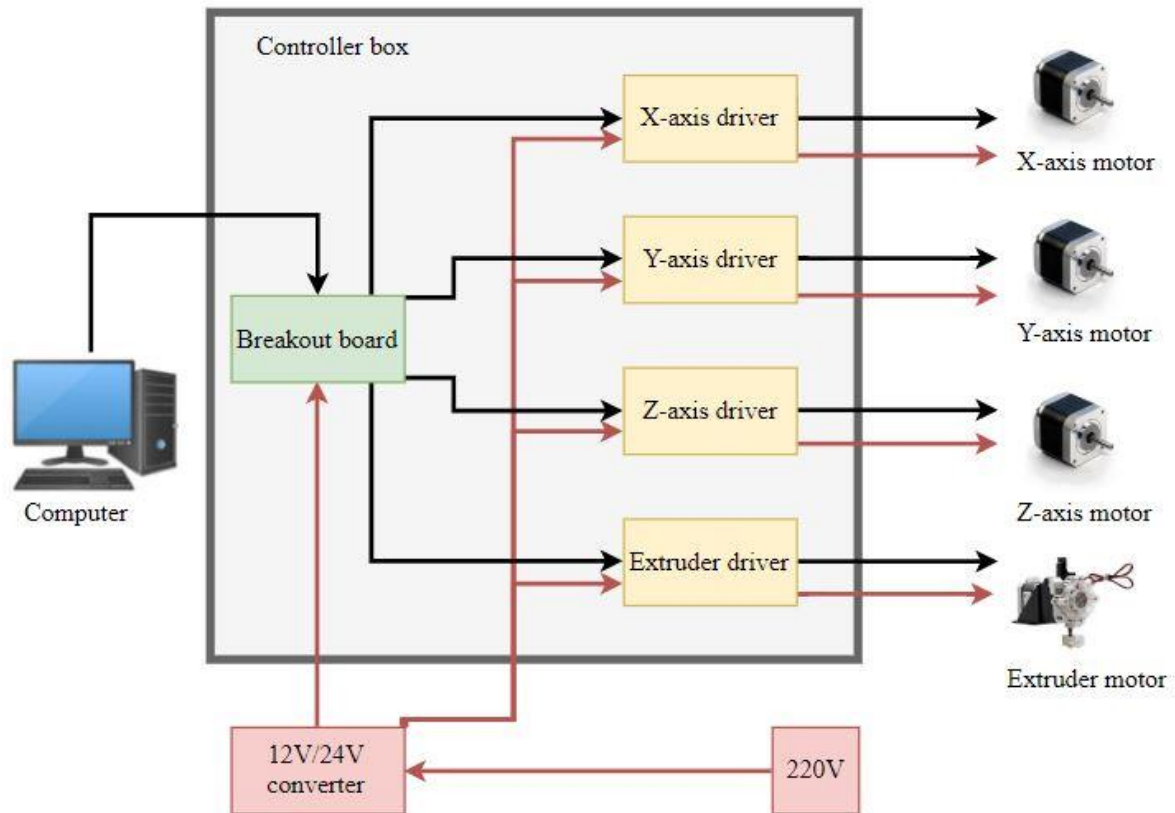 Controller box
X-axis driver
X-axis motor
Y-axis driver
Y-axis motor
Breakout board
Z-axis driver
Z-axis motor
Computer
Extruder driver
Extruder motor
12V/24V
converter
220V